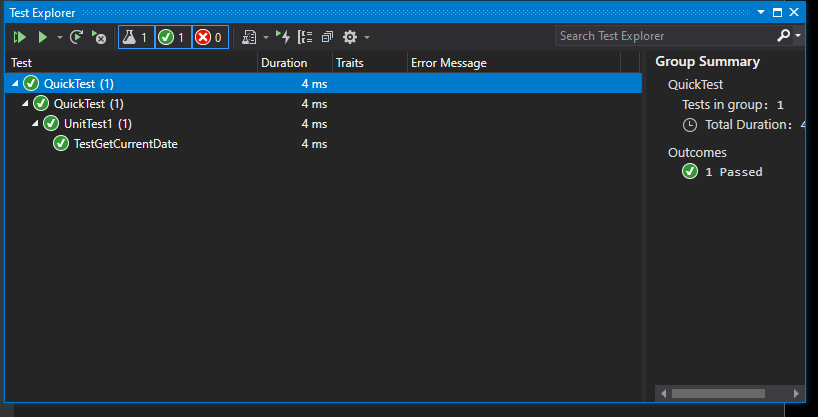 Test Explorer
1
1
0
Search Test Explorer
Test Duration Traits Error Message
QuickTest (1) 4 ms
QuickTest (1) 4 ms
UnitTest1 (1) 4 ms
TestGetCurrentDate 4 ms
Group Summary
QuickTest
Tests in group: 1
Total Duration: 4
Outcomes
1 Passed